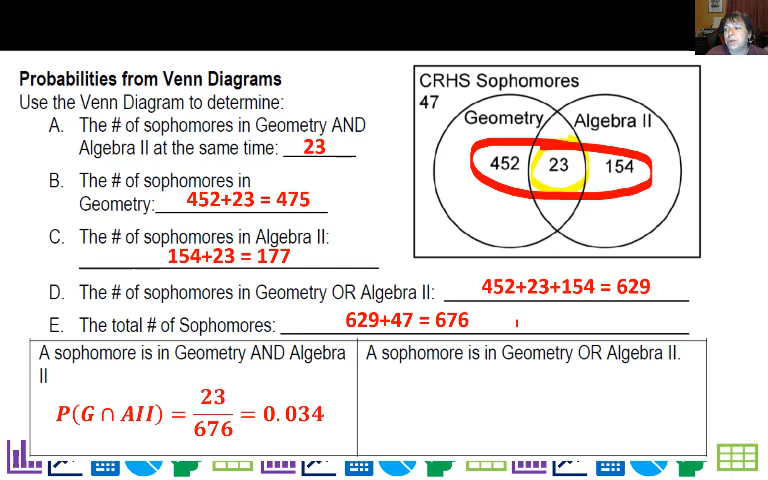 Probabilities from Venn Diagrams
Use the Venn Diagram to determine:
A. The # of sophomores in Geometry AND
Algebra II at the same time: 23
B. The # of sophomores in
Geometry: 452+23 = 475
C. The # of sophomores in Algebra II:
154+23 = 177
D. The # of sophomores in Geometry OR Algebra II: 452+23+154 = 629
E. The total # of Sophomores: 629+47 = 676
CRHS Sophomores
47
Geometry Algebra II
452 23 154
A sophomore is in Geometry AND Algebra
II
P(G ∩ AII) = 23/676 = 0.034
A sophomore is in Geometry OR Algebra II.